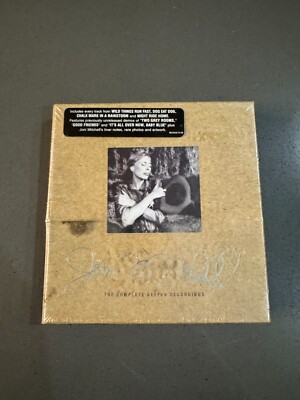 Includes every track from WILD THINGS RUN FAST, DOG EAT DOG,
CHALK MARK IN A RAINSTORM and NIGHT RIDE HOME.
Features previously unreleased demos of "TWO GREY ROOMS,"
"GOOD FRIENDS" and "IT'S ALL OVER NOW, BABY BLUE" plus
Joni Mitchell's liner notes, rare photos and artwork.
Joni Mitchell
THE COMPLETE GEFFEN RECORDINGS